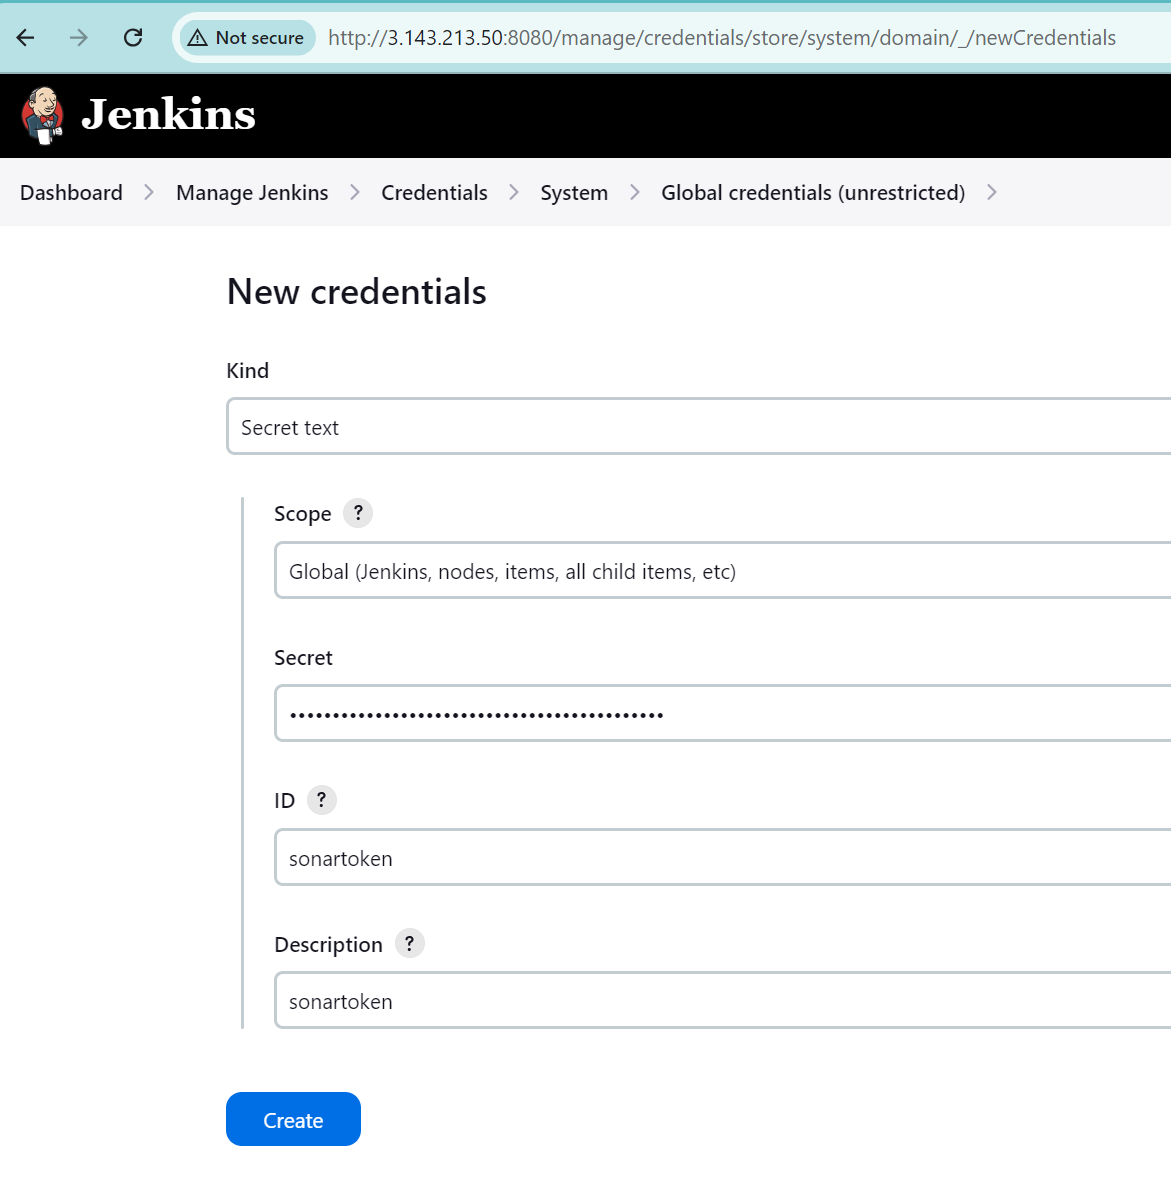 Not secure http://3.143.213.50:8080/manage/credentials/store/system/domain/_/newCredentials
Jenkins
Dashboard > Manage Jenkins > Credentials > System > Global credentials (unrestricted) >
New credentials
Kind
Secret text
Scope ?
Global (Jenkins, nodes, items, all child items, etc)
Secret
••••••••••••••••••••••••••••••••••••••••••••
ID ?
sonartoken
Description ?
sonartoken
Create